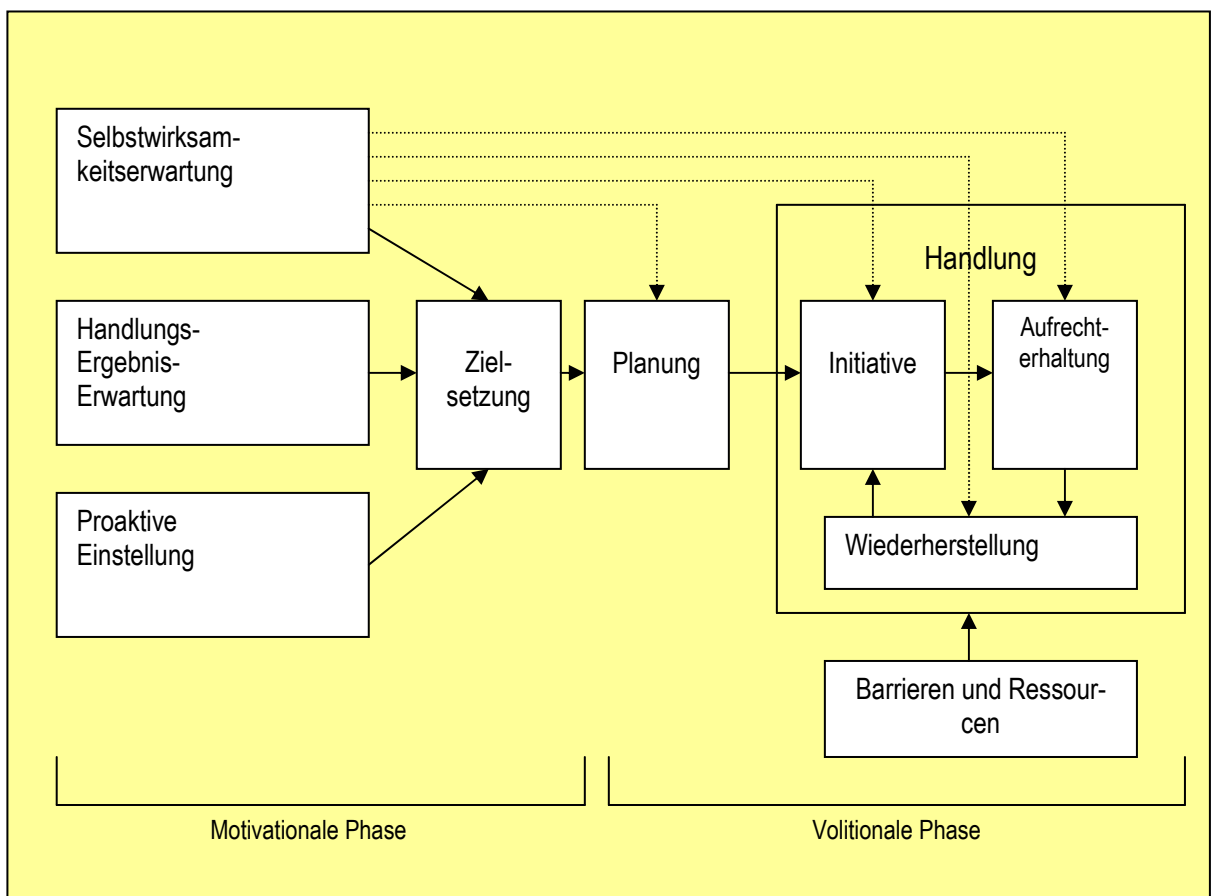 Selbstwirksam-
keitserwartung
Handlungs-
Ergebnis-
Erwartung
Proaktive
Einstellung
Ziel-
setzung
Planung
Handlung
Initiative
Aufrecht-
erhaltung
Wiederherstellung
Barrieren und Ressour-
cen
Motivationale Phase
Volitionale Phase